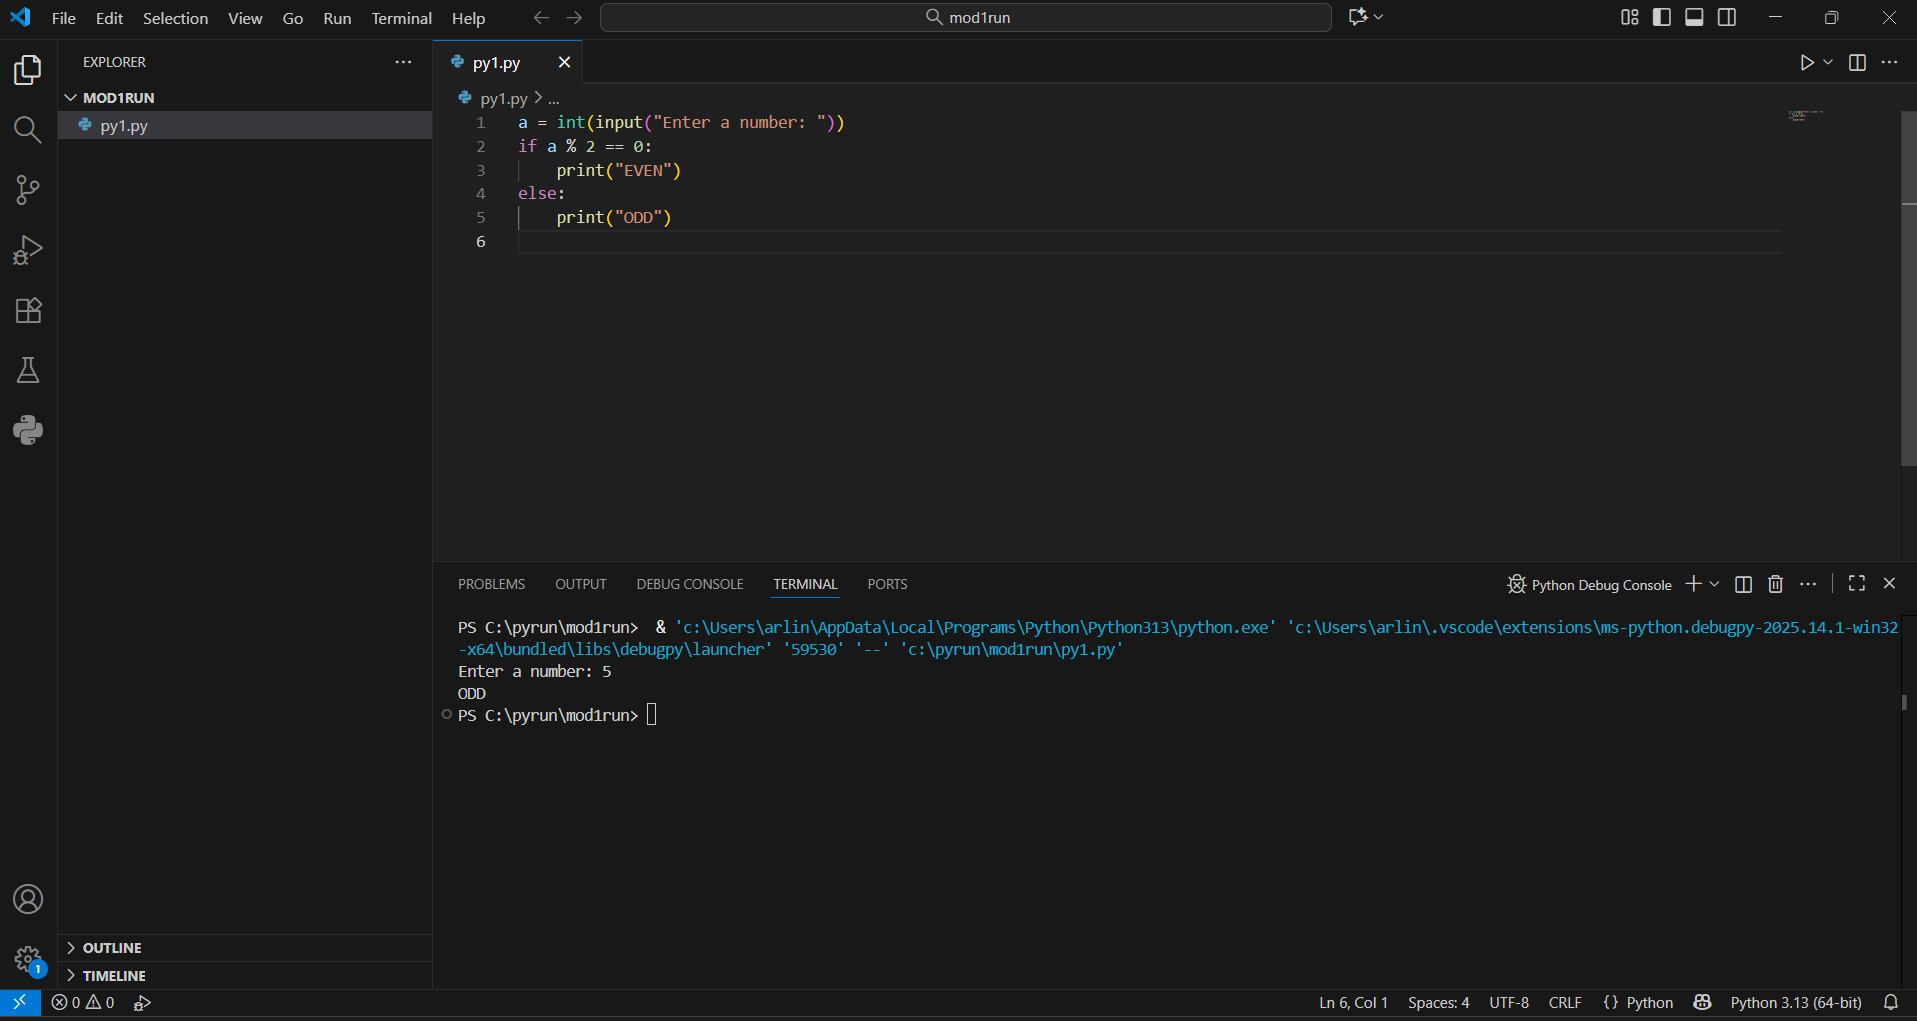 File Edit Selection View Go Run Terminal Help
mod1run
EXPLORER
MOD1RUN
py1.py
py1.py
py1.py > ...
1 a = int(input("Enter a number: "))
2 if a % 2 == 0:
3     print("EVEN")
4 else:
5     print("ODD")
6
PROBLEMS OUTPUT DEBUG CONSOLE TERMINAL PORTS
Python Debug Console
PS C:\pyrun\mod1run>  & 'c:\Users\arlin\AppData\Local\Programs\Python\Python313\python.exe' 'c:\Users\arlin\.vscode\extensions\ms-python.debugpy-2025.14.1-win32
-x64\bundled\libs\debugpy\launcher' '59530' '--' 'c:\pyrun\mod1run\py1.py'
Enter a number: 5
ODD
PS C:\pyrun\mod1run>
OUTLINE
TIMELINE
1
0 0
Ln 6, Col 1 Spaces: 4 UTF-8 CRLF {} Python Python 3.13 (64-bit)